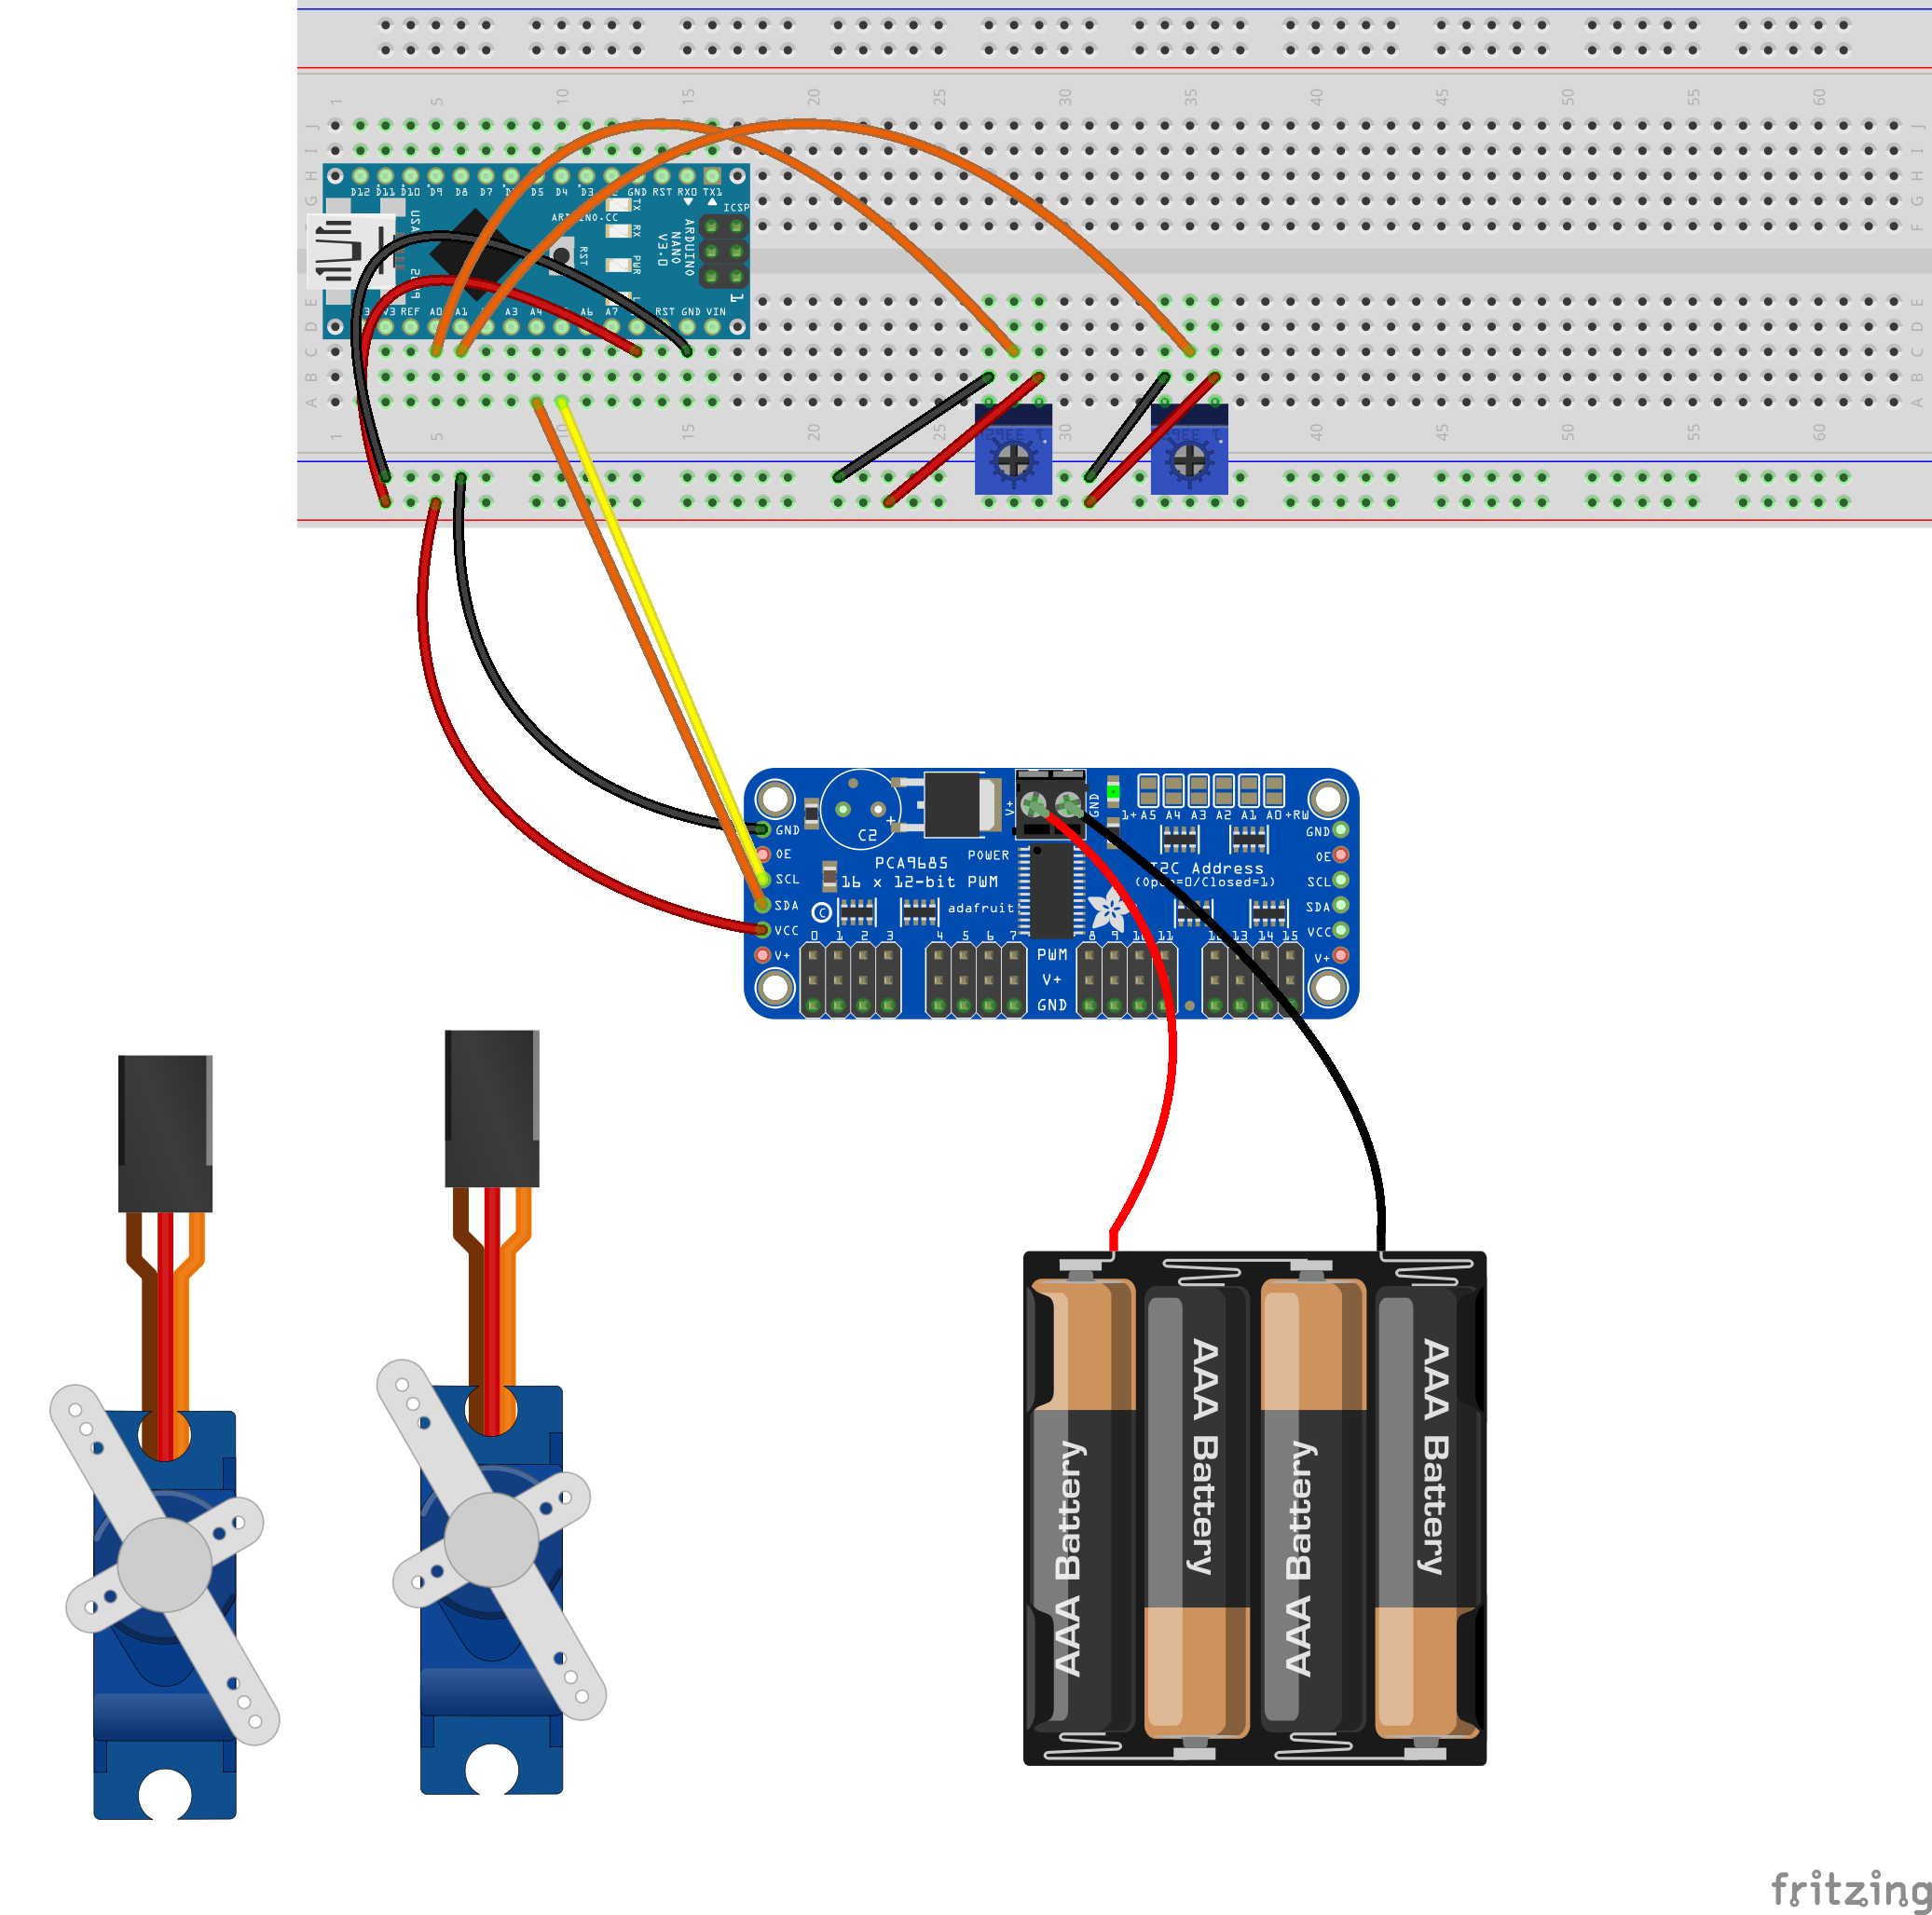 1 5 10 15 20 25 30 35 40 45 50 55 60
J J
I I
H H
G G
F F
D12 D11 D10 D9 D8 D7 D5 D4 D3 GND RST RX0 TX1
ICSP
ARDUINO.CC
TX
RX
PWR
L
RST
ARDUINO
NANO
V3.0
USA
1
REF A0 A1 A3 A4 A6 A7 RST GND VIN
E E
D D
C C
B B
A A
1 5 10 15 20 25 30 35 40 45 50 55 60
V+
GND
C2
+
1+ A5 A4 A3 A2 A1 A0 +RW
GND
OE
SCL
SDA
VCC
V+
PCA9685
POWER
16 x 12-bit PWM
I2C Address
(Open=0/Closed=1)
adafruit
GND
OE
SCL
SDA
VCC
V+
0 1 2 3 4 5 6 7 8 9 10 11 12 13 14 15
PWM
V+
GND
AAA Battery
AAA Battery
AAA Battery
AAA Battery
fritzing